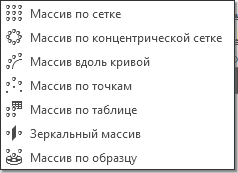 Массив по сетке
Массив по концентрической сетке
Массив вдоль кривой
Массив по точкам
Массив по таблице
Зеркальный массив
Массив по образцу